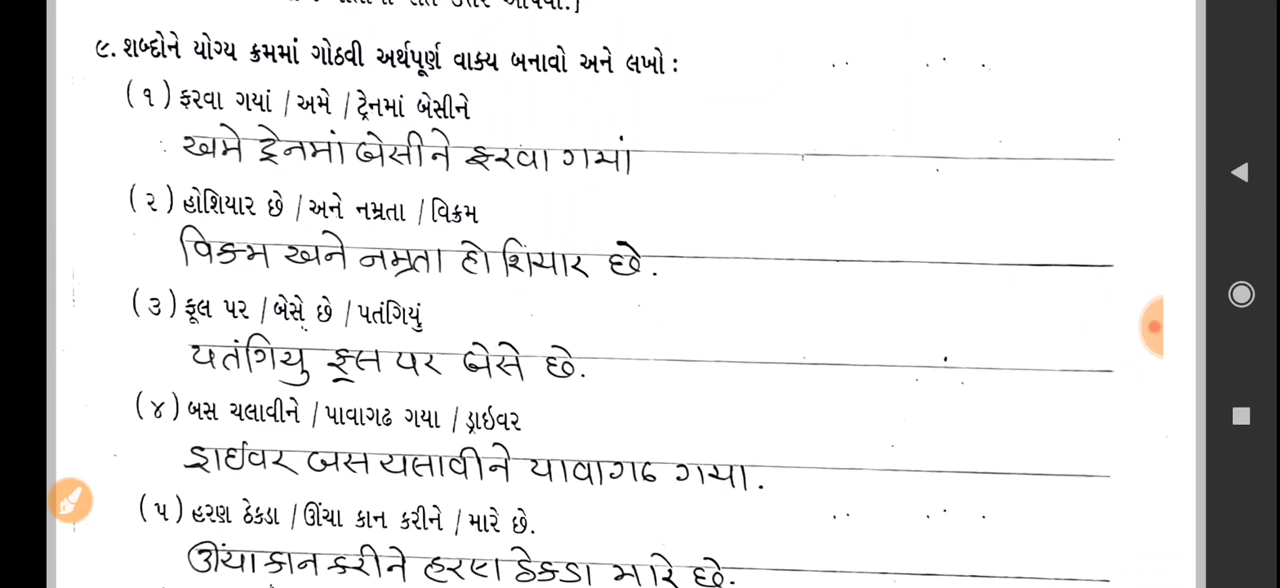 ૯. શબ્દોને યોગ્ય ક્રમમાં ગોઠવી અર્થપૂર્ણ વાક્ય બનાવો અને લખો :
(૧) ફરવા ગયાં / અમે / ટ્રેનમાં બેસીને
અમે ટ્રેનમાં બેસીને ફરવા ગયાં
(૨) હોશિયાર છે / અને નમ્રતા / વિક્રમ
વિક્રમ અને નમ્રતા હોશિયાર છે.
(૩) ફૂલ પર / બેસે છે / પતંગિયું
પતંગિયુ ફૂલ પર બેસે છે.
(૪) બસ ચલાવીને / પાવાગઢ ગયા / ડ્રાઇવર
ડ્રાઈવર બસ ચલાવીને પાવાગઢ ગયા.
(૫) હરણ ઠેકડા / ઊંચા કાન કરીને / મારે છે.
ઊંચા કાન કરીને હરણ ઠેકડા મારે છે.